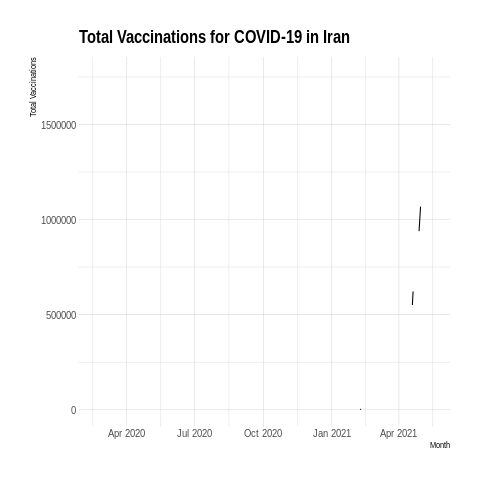 Total Vaccinations for COVID-19 in Iran
Total Vaccinations
1500000
1000000
500000
0
Apr 2020 Jul 2020 Oct 2020 Jan 2021 Apr 2021
Month